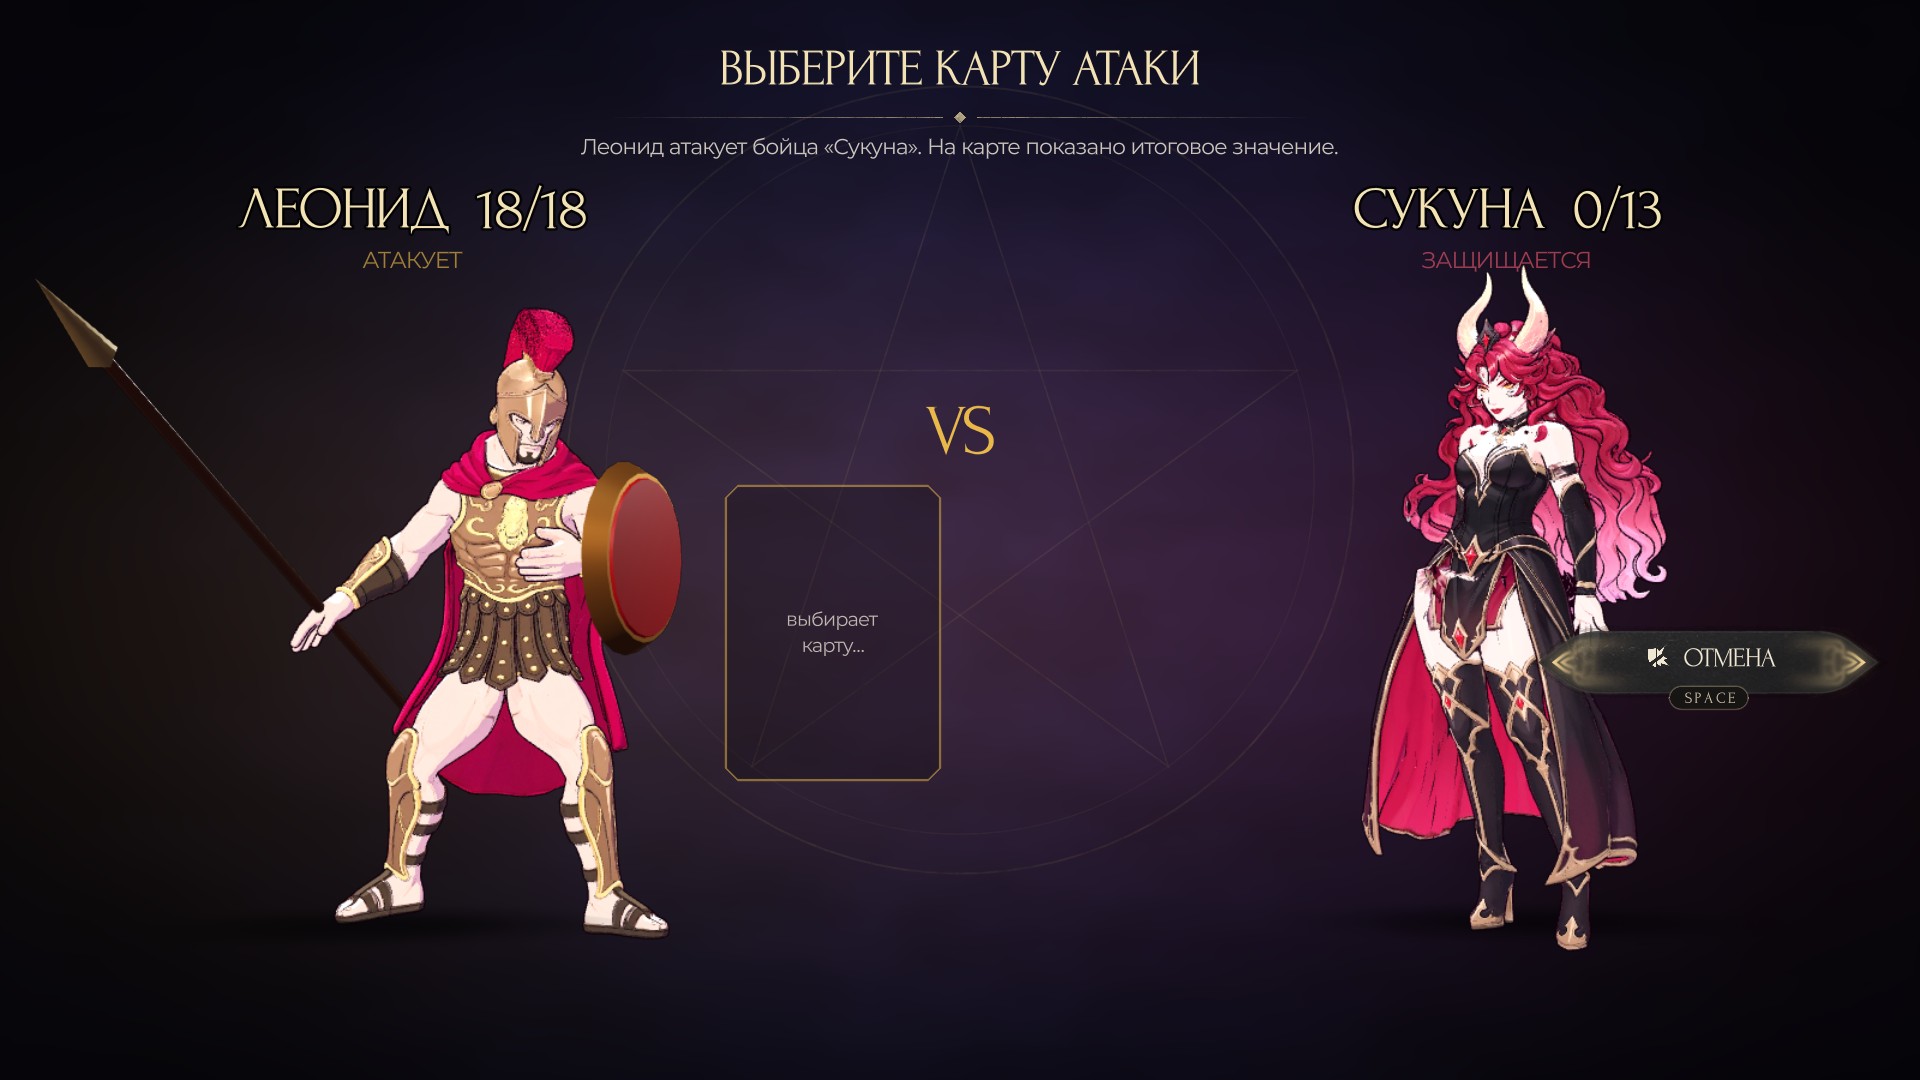 ВЫБЕРИТЕ КАРТУ АТАКИ
Леонид атакует бойца «Сукуна». На карте показано итоговое значение.
ЛЕОНИД 18/18
АТАКУЕТ
СУКУНА 0/13
ЗАЩИЩАЕТСЯ
VS
выбирает
карту...
ОТМЕНА
SPACE